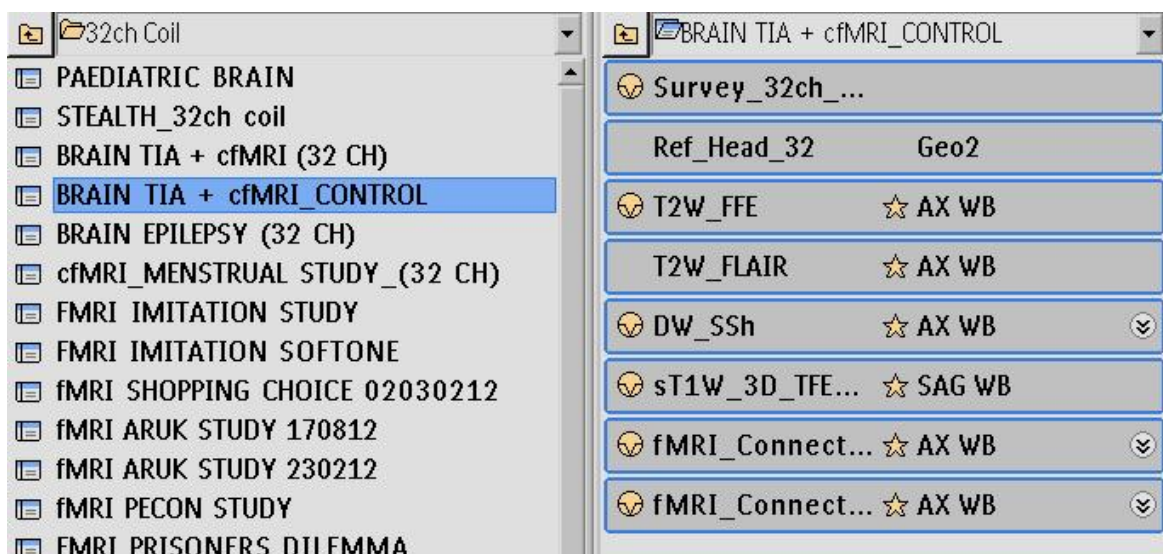 32ch Coil
PAEDIATRIC BRAIN
STEALTH_32ch coil
BRAIN TIA + cfMRI (32 CH)
BRAIN TIA + cfMRI_CONTROL
BRAIN EPILEPSY (32 CH)
cfMRI_MENSTRUAL STUDY_(32 CH)
FMRI IMITATION STUDY
FMRI IMITATION SOFTONE
fMRI SHOPPING CHOICE 02030212
fMRI ARUK STUDY 170812
fMRI ARUK STUDY 230212
fMRI PECON STUDY
FMRI PRISONERS DILEMMA
BRAIN TIA + cfMRI_CONTROL
Survey_32ch_...
Ref_Head_32 Geo2
T2W_FFE AX WB
T2W_FLAIR AX WB
DW_SSh AX WB
sT1W_3D_TFE... SAG WB
fMRI_Connect... AX WB
fMRI_Connect... AX WB